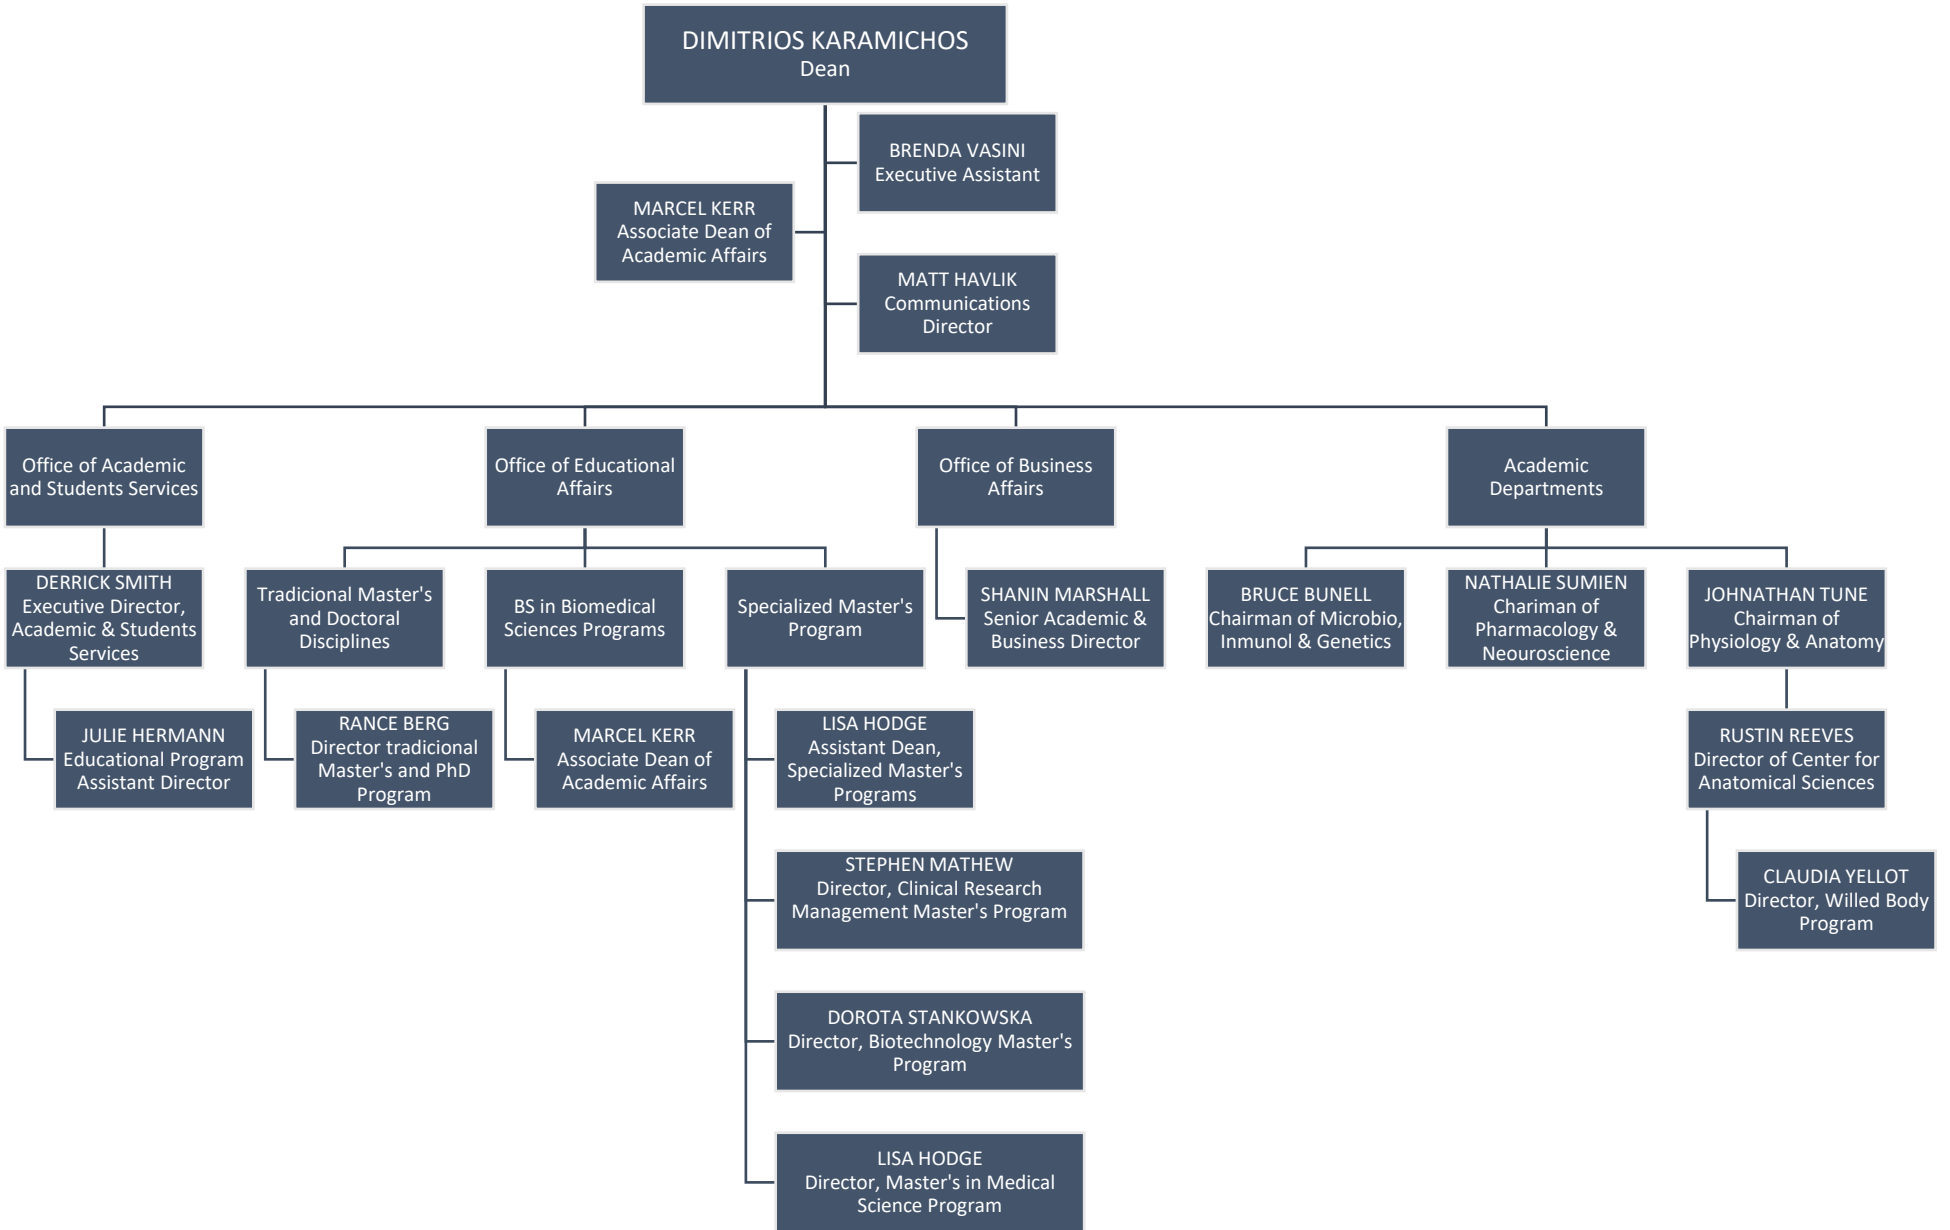 DIMITRIOS KARAMICHOS
Dean
BRENDA VASINI
Executive Assistant
MARCEL KERR
Associate Dean of
Academic Affairs
MATT HAVLIK
Communications
Director
Office of Academic
and Students Services
Office of Educational
Affairs
Office of Business
Affairs
Academic
Departments
DERRICK SMITH
Executive Director,
Academic & Students
Services
Tradicional Master's
and Doctoral
Disciplines
BS in Biomedical
Sciences Programs
Specialized Master's
Program
SHANIN MARSHALL
Senior Academic &
Business Director
BRUCE BUNELL
Chairman of Microbio,
Inmunol & Genetics
NATHALIE SUMIEN
Chariman of
Pharmacology &
Neouroscience
JOHNATHAN TUNE
Chairman of
Physiology & Anatomy
JULIE HERMANN
Educational Program
Assistant Director
RANCE BERG
Director tradicional
Master's and PhD
Program
MARCEL KERR
Associate Dean of
Academic Affairs
LISA HODGE
Assistant Dean,
Specialized Master's
Programs
RUSTIN REEVES
Director of Center for
Anatomical Sciences
STEPHEN MATHEW
Director, Clinical Research
Management Master's Program
CLAUDIA YELLOT
Director, Willed Body
Program
DOROTA STANKOWSKA
Director, Biotechnology Master's
Program
LISA HODGE
Director, Master's in Medical
Science Program